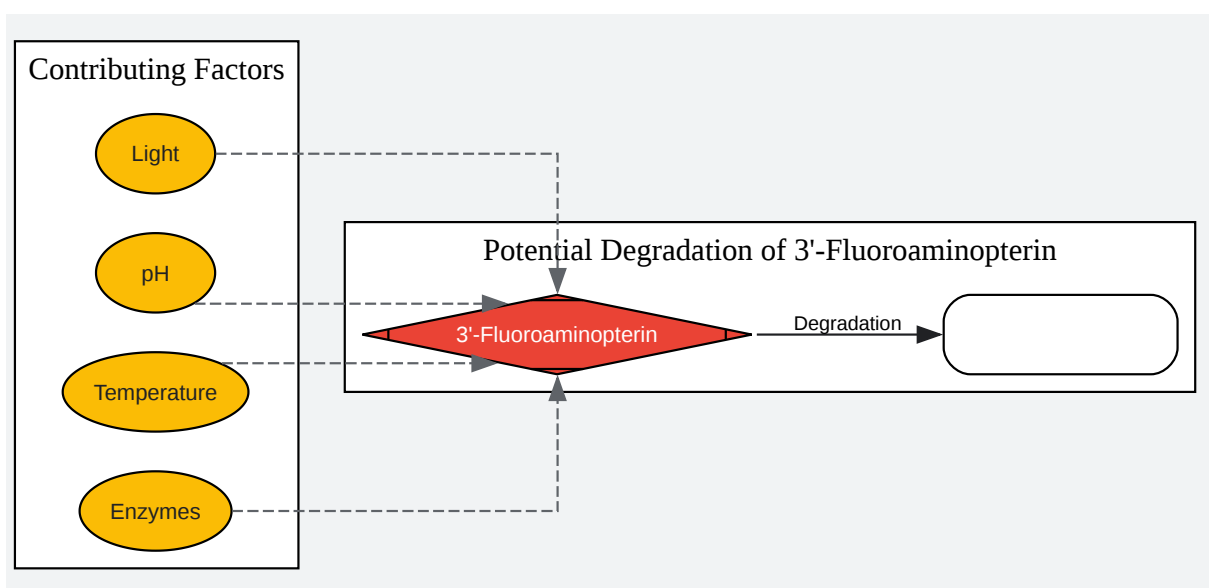 Contributing Factors
Light
pH
Temperature
Enzymes
Potential Degradation of 3'-Fluoroaminopterin
3'-Fluoroaminopterin
Degradation